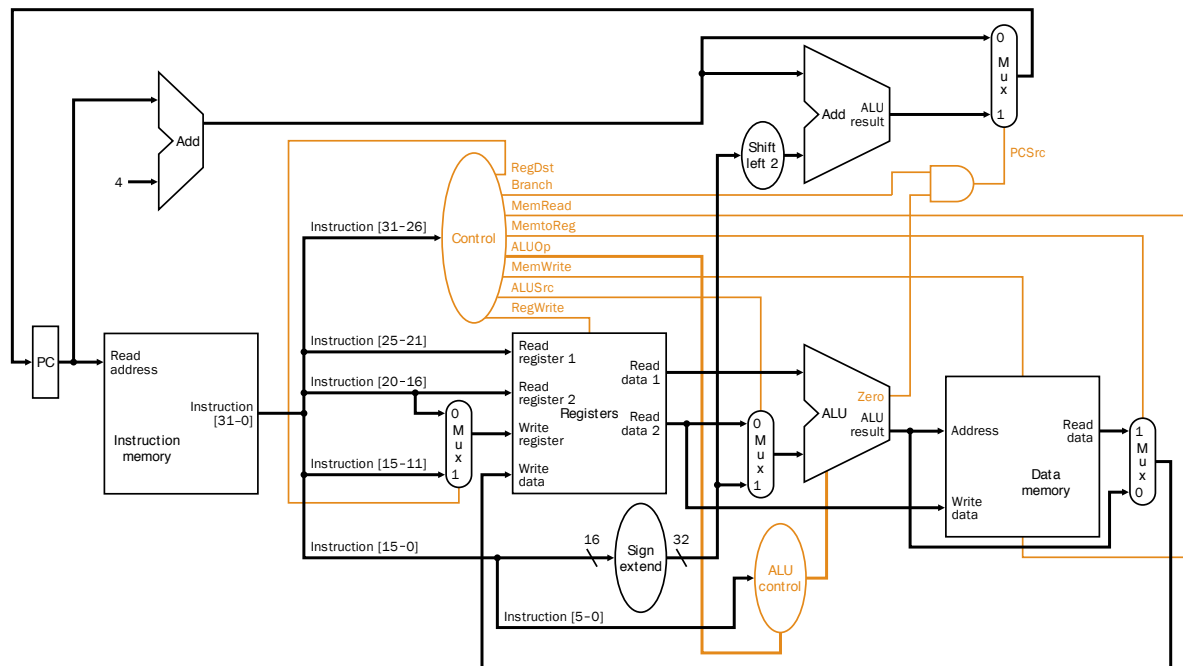 0
M
u
x
1
Add
ALU
result
Add
4
Shift
left 2
PCSrc
RegDst
Branch
MemRead
MemtoReg
ALUOp
MemWrite
ALUSrc
RegWrite
Control
Instruction [31–26]
PC
Read
address
Instruction
[31–0]
Instruction
memory
Instruction [25–21]
Instruction [20–16]
Instruction [15–11]
Instruction [15–0]
Instruction [5–0]
0
M
u
x
1
Read
register 1
Read
register 2
Write
register
Write
data
Registers
Read
data 1
Read
data 2
16
Sign
extend
32
0
M
u
x
1
ALU
Zero
ALU
result
ALU
control
Address
Write
data
Read
data
Data
memory
1
M
u
x
0